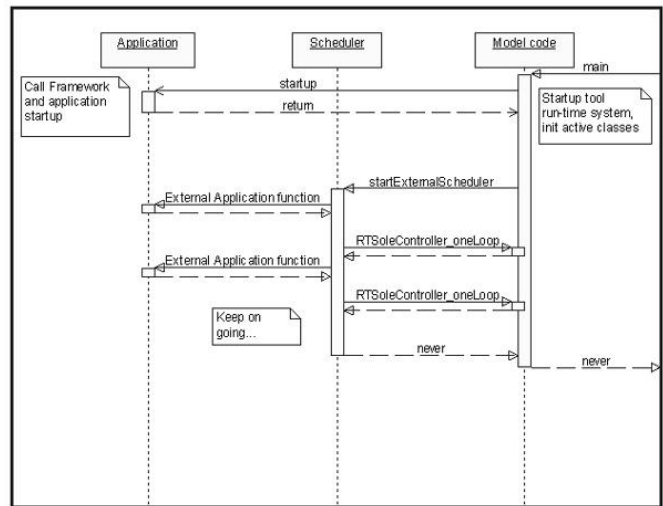 Application
Scheduler
Model code
main
Call Framework
and application
startup
startup
return
Startup tool
run-time system,
init active classes
startExternalScheduler
External Application function
RTSoleController_oneLoop
External Application function
RTSoleController_oneLoop
Keep on
going...
never
never